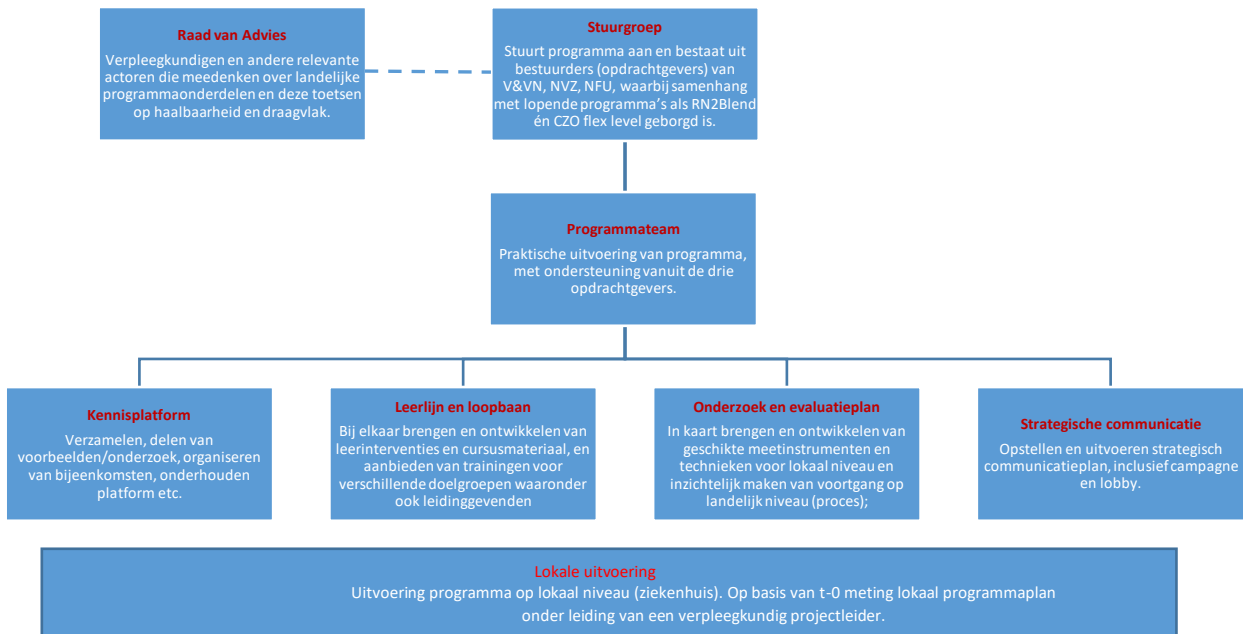 Raad van Advies
Verpleegkundigen en andere relevante
actoren die meedenken over landelijke
programmaonderdelen en deze toetsen
op haalbaarheid en draagvlak.
Stuurgroep
Stuurt programma aan en bestaat uit
bestuurders (opdrachtgevers) van
V&VN, NVZ, NFU, waarbij samenhang
met lopende programma's als RN2Blend
én CZO flex level geborgd is.
Programmateam
Praktische uitvoering van programma,
met ondersteuning vanuit de drie
opdrachtgevers.
Kennisplatform
Verzamelen, delen van
voorbeelden/onderzoek, organiseren
van bijeenkomsten, onderhouden
platform etc.
Leerlijn en loopbaan
Bij elkaar brengen en ontwikkelen van
leerinterventies en cursusmateriaal, en
aanbieden van trainingen voor
verschillende doelgroepen waaronder
ook leidinggevenden
Onderzoek en evaluatieplan
In kaart brengen en ontwikkelen van
geschikte meetinstrumenten en
technieken voor lokaal niveau en
inzichtelijk maken van voortgang op
landelijk niveau (proces);
Strategische communicatie
Opstellen en uitvoeren strategisch
communicatieplan, inclusief campagne
en lobby.
Lokale uitvoering
Uitvoering programma op lokaal niveau (ziekenhuis). Op basis van t-0 meting lokaal programmaplan
onder leiding van een verpleegkundig projectleider.